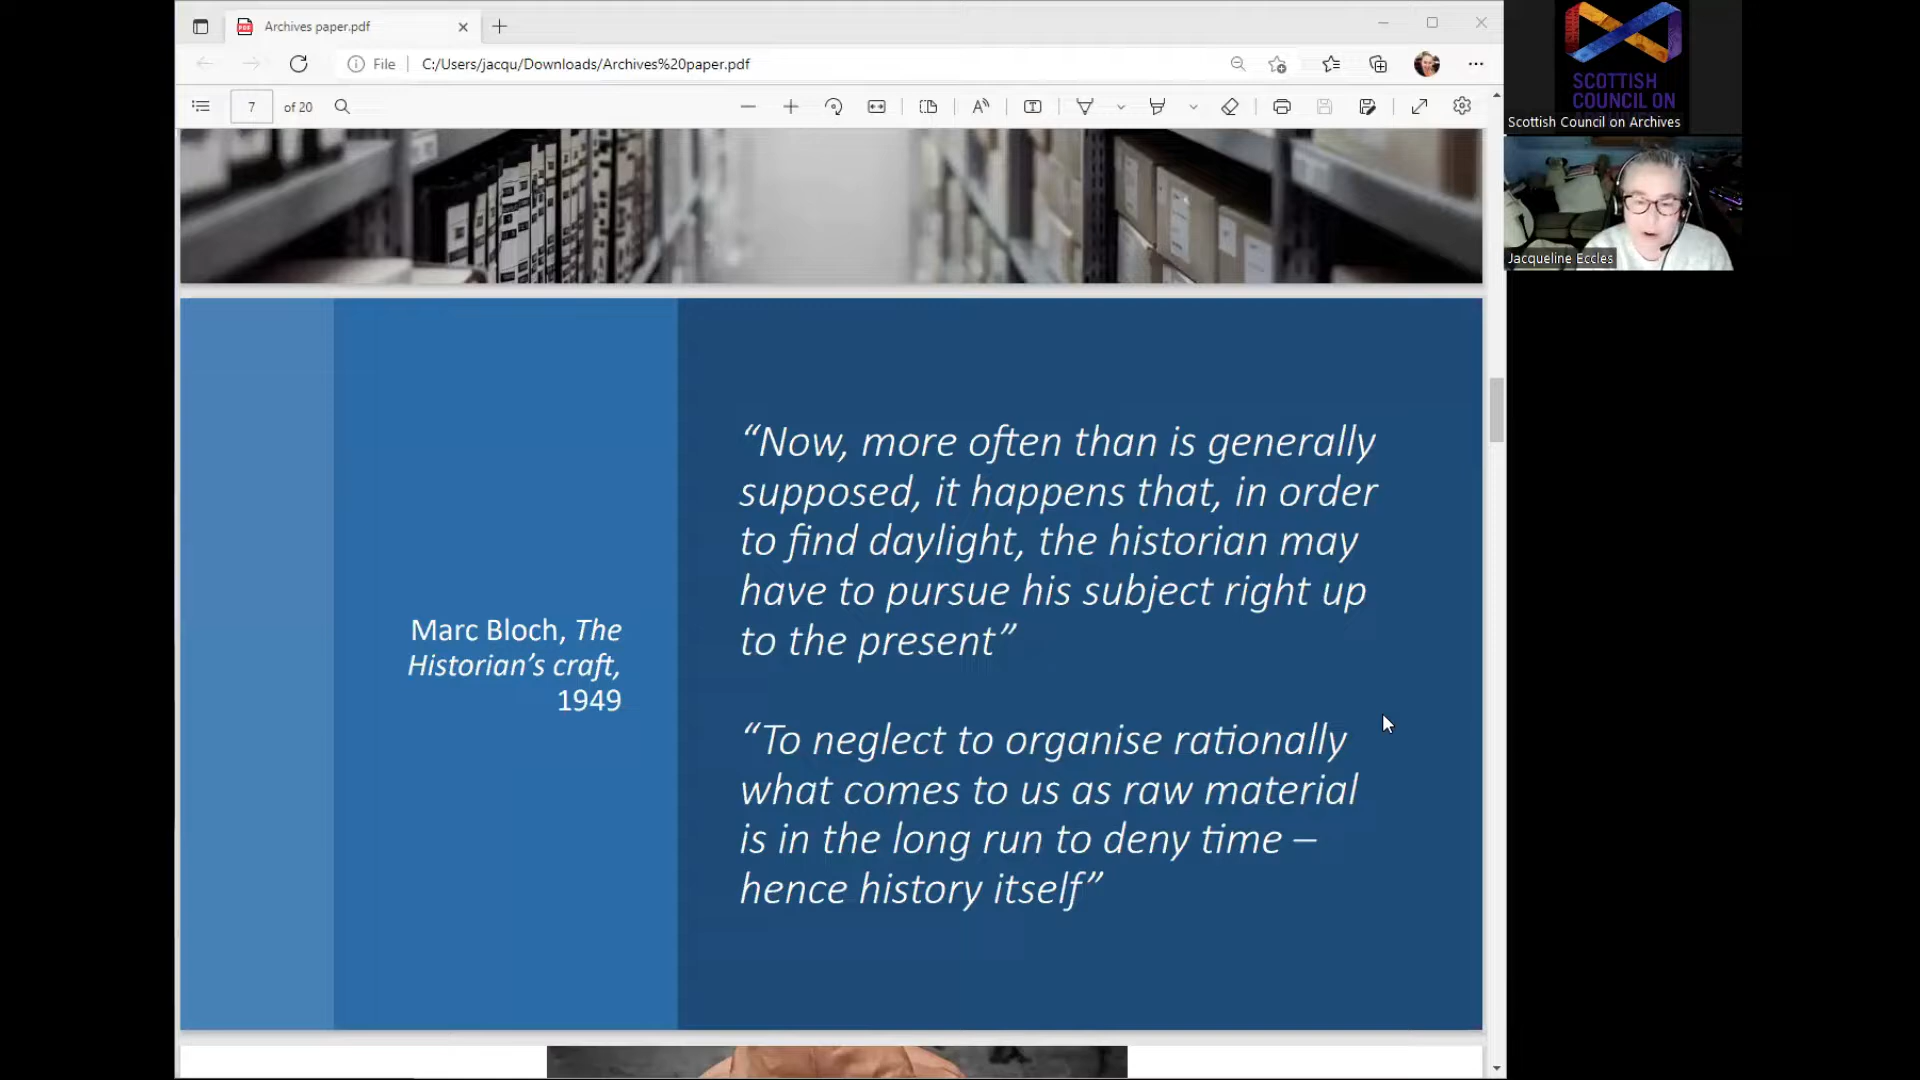 Archives paper.pdf
File
C:/Users/jacqu/Downloads/Archives%20paper.pdf
7
of 20
SCOTTISH
COUNCIL ON
Scottish Council on Archives
Jacqueline Eccles
Marc Bloch, The
Historian’s craft,
1949
“Now, more often than is generally
supposed, it happens that, in order
to find daylight, the historian may
have to pursue his subject right up
to the present”
“To neglect to organise rationally
what comes to us as raw material
is in the long run to deny time –
hence history itself”